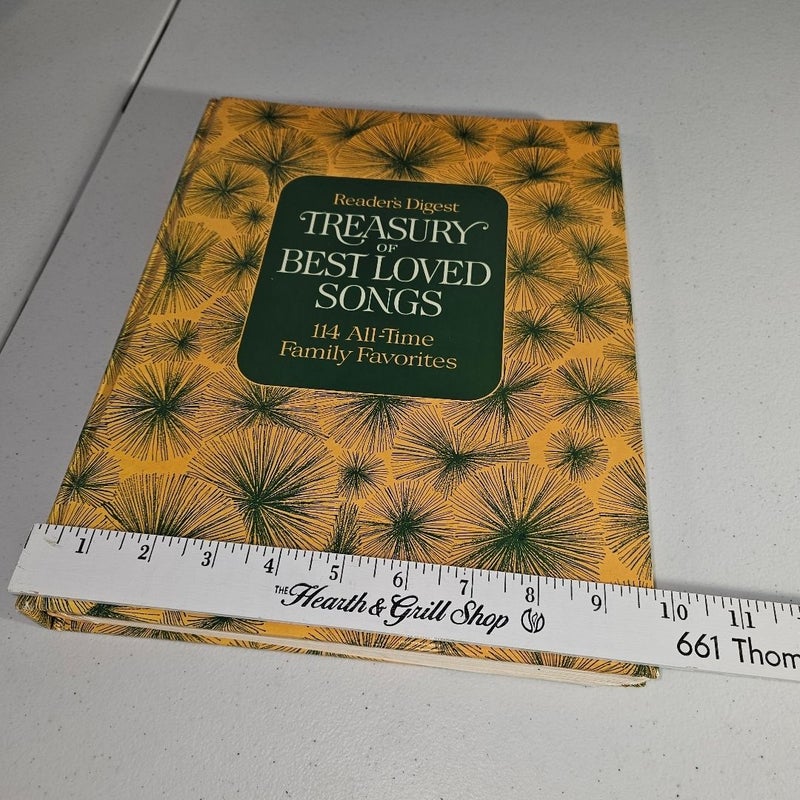 Reader's Digest
TREASURY
OF
BEST LOVED
SONGS
114 All-Time
Family Favorites
1 2 3 4 5 6 7 8 9 10 11
THE Hearth & Grill Shop
661 Thom